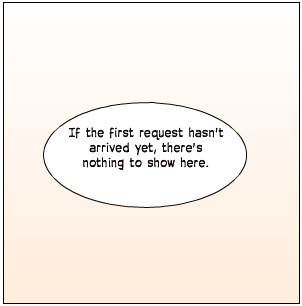 If the first request hasn't
arrived yet, there's
nothing to show here.